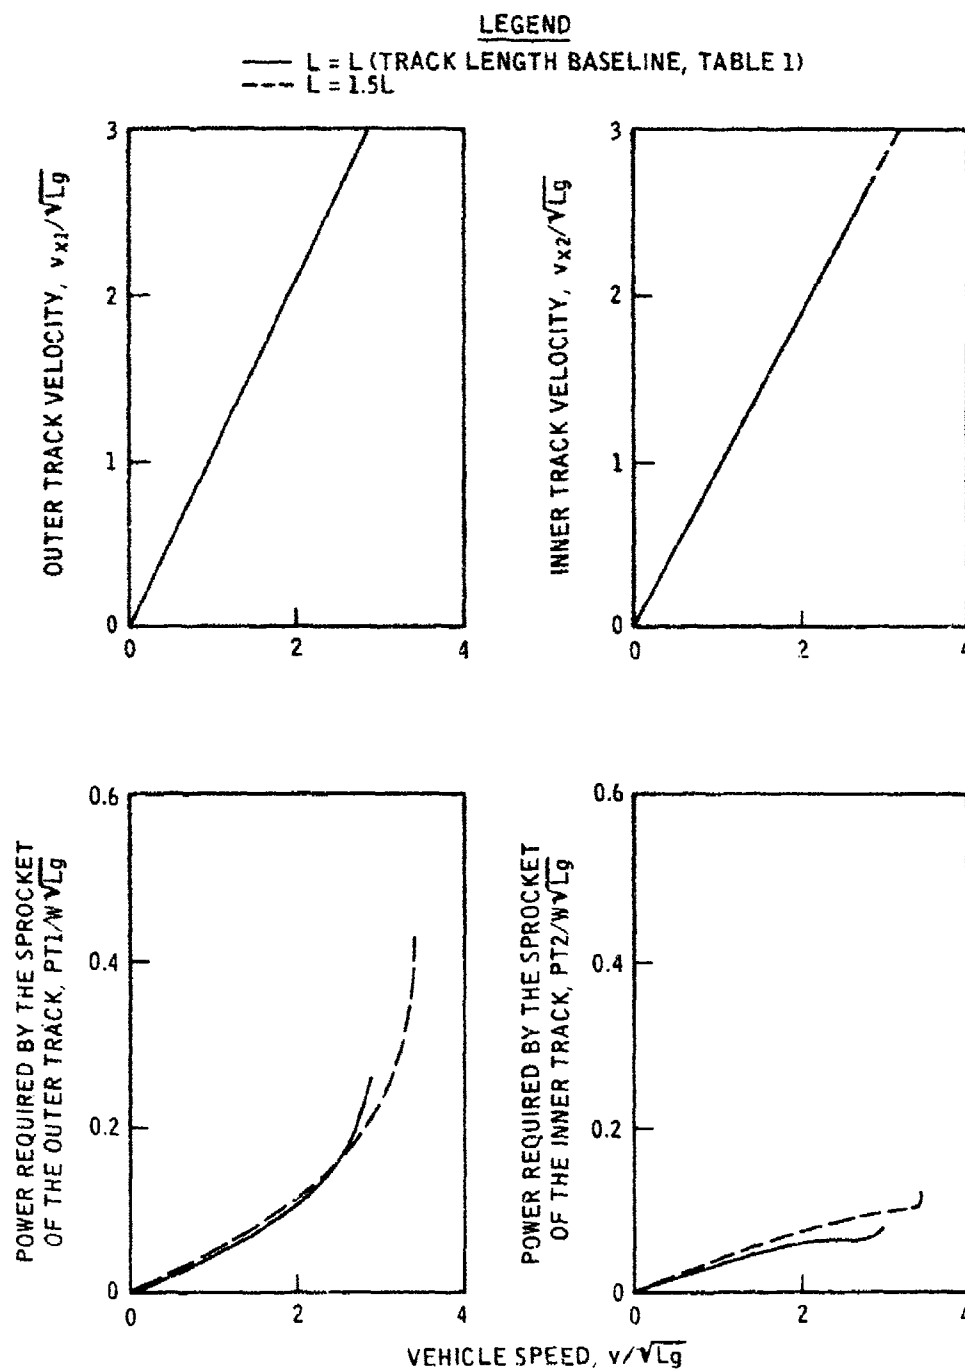 LEGEND
L = L (TRACK LENGTH BASELINE, TABLE 1)
L = 1.5L
OUTER TRACK VELOCITY, vx1/√Lg
3
2
1
0
0 2 4
INNER TRACK VELOCITY, vx2/√Lg
3
2
1
0
0 2 4
POWER REQUIRED BY THE SPROCKET
OF THE OUTER TRACK, PT1/W√Lg
0.6
0.4
0.2
0
0 2 4
POWER REQUIRED BY THE SPROCKET
OF THE INNER TRACK, PT2/W√Lg
0.6
0.4
0.2
0
0 2 4
VEHICLE SPEED, v/√Lg